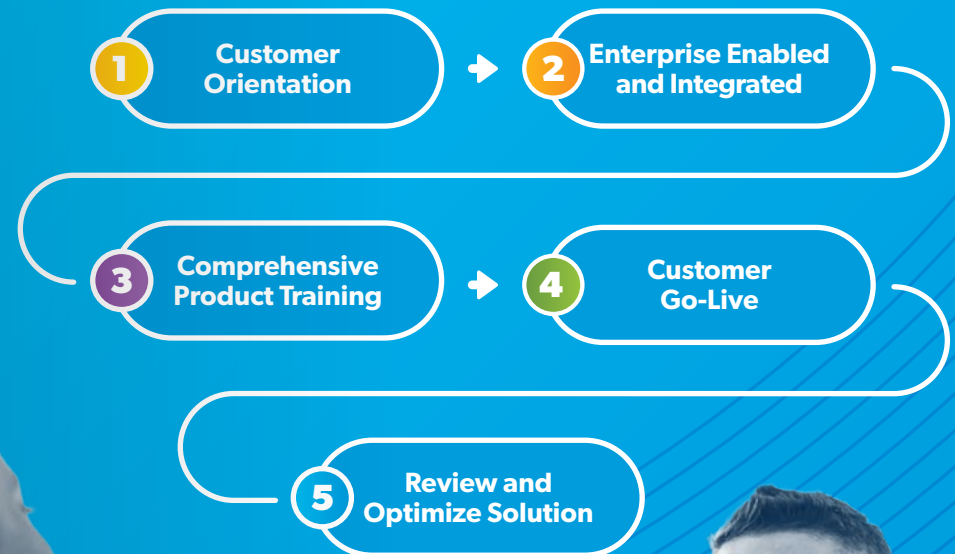 1
Customer
Orientation
2
Enterprise Enabled
and Integrated
3
Comprehensive
Product Training
4
Customer
Go-Live
5
Review and
Optimize Solution